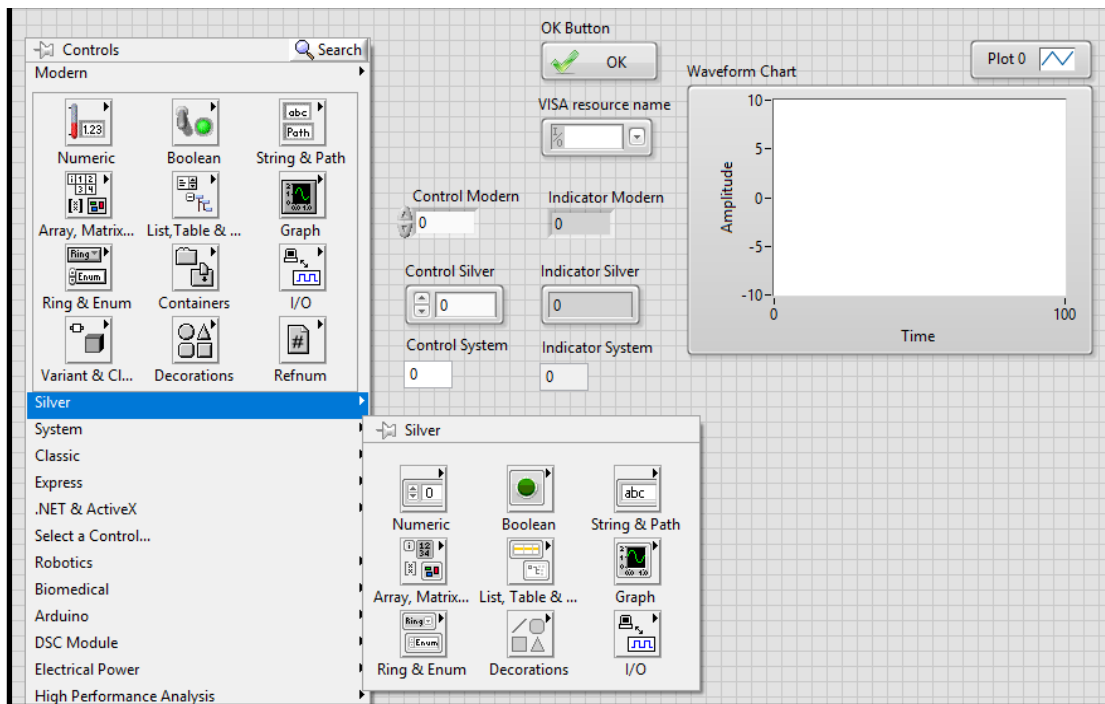 Controls
Search
Modern
Numeric
Boolean
String & Path
Array, Matrix...
List,Table & ...
Graph
Ring & Enum
Containers
I/O
Variant & Cl...
Decorations
Refnum
Silver
System
Classic
Express
.NET & ActiveX
Select a Control...
Robotics
Biomedical
Arduino
DSC Module
Electrical Power
High Performance Analysis
Silver
Numeric
Boolean
String & Path
Array, Matrix...
List, Table & ...
Graph
Ring & Enum
Decorations
I/O
OK Button
OK
VISA resource name
Control Modern
0
Indicator Modern
0
Control Silver
0
Indicator Silver
0
Control System
0
Indicator System
0
Waveform Chart
Plot 0
Amplitude
10
5
0
-5
-10
0
100
Time